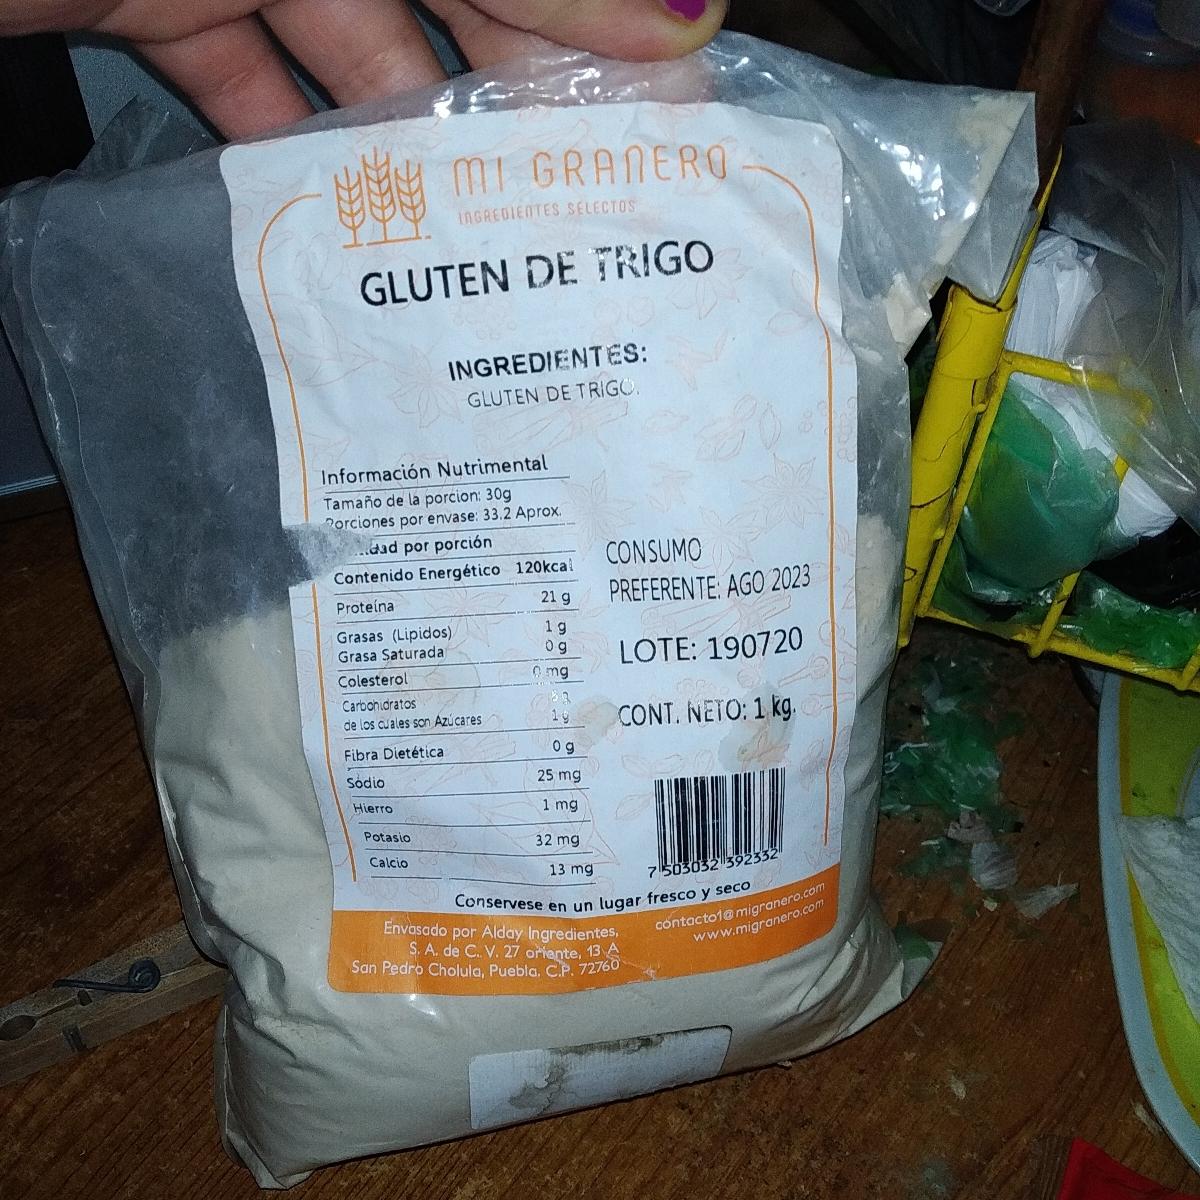 MI GRANERO
INGREDIENTES SELECTOS
GLUTEN DE TRIGO
INGREDIENTES:
GLUTEN DE TRIGO.
Información Nutrimental
Tamaño de la porcion: 30g
Porciones por envase: 33.2 Aprox.
por porción
Contenido Energético 120kcal
Proteína 21 g
Grasas (Lipidos) 1 g
Grasa Saturada 0 g
Colesterol 0 mg
Carbohidratos
de los cuales son Azúcares 1 g
Fibra Dietética 0 g
Sodio 25 mg
Hierro 1 mg
Potasio 32 mg
Calcio 13 mg
CONSUMO
PREFERENTE: AGO 2023
LOTE: 190720
CONT. NETO: 1 kg.
7 503032 392332
Conservese en un lugar fresco y seco
Envasado por Alday Ingredientes,
S. A. de C. V. 27 oriente, 13 A
San Pedro Cholula, Puebla. C.P. 72760
contacto1@migranero.com
www.migranero.com